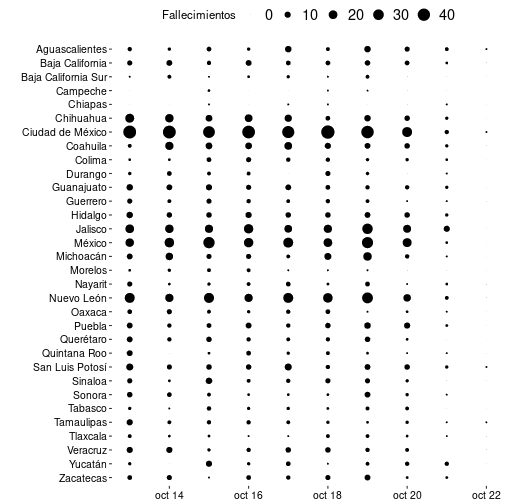 Fallecimientos 0 10 20 30 40
Aguascalientes
Baja California
Baja California Sur
Campeche
Chiapas
Chihuahua
Ciudad de México
Coahuila
Colima
Durango
Guanajuato
Guerrero
Hidalgo
Jalisco
México
Michoacán
Morelos
Nayarit
Nuevo León
Oaxaca
Puebla
Querétaro
Quintana Roo
San Luis Potosí
Sinaloa
Sonora
Tabasco
Tamaulipas
Tlaxcala
Veracruz
Yucatán
Zacatecas
oct 14 oct 16 oct 18 oct 20 oct 22